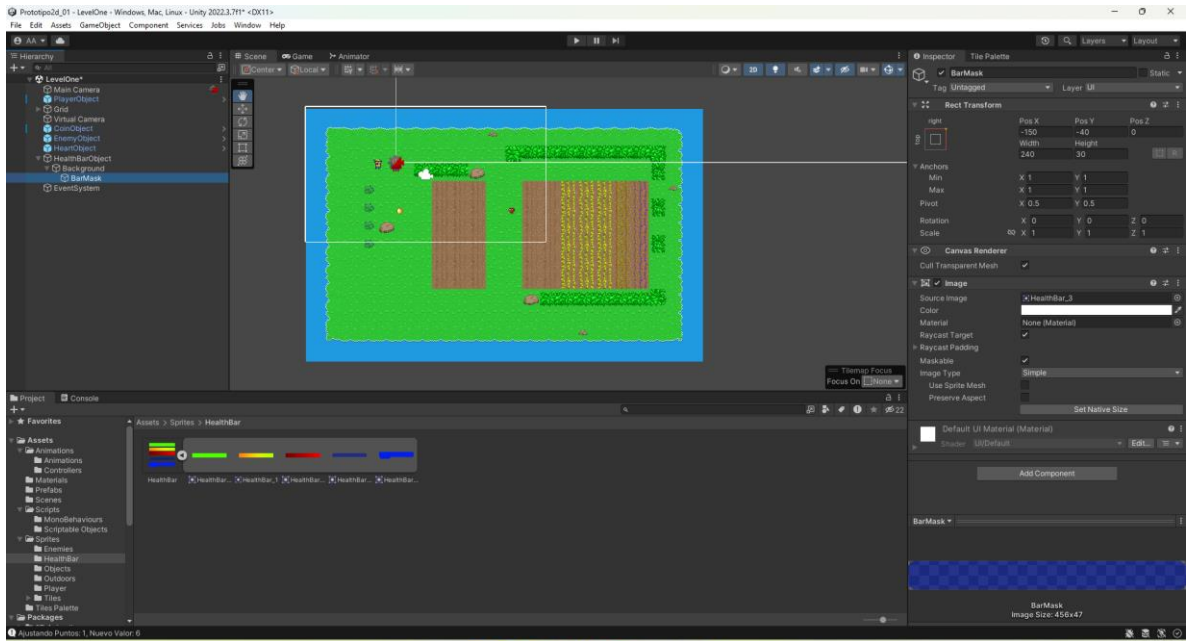 Prototipo2d_01 - LevelOne - Windows, Mac, Linux - Unity 2022.3.7f1* <DX11>
File Edit Assets GameObject Component Services Jobs Window Help
AA
Layers Layout
Hierarchy
Scene Game Animator
Inspector Tile Palette
All
Center Local
2D
BarMask Static
Tag Untagged Layer UI
LevelOne*
Main Camera
PlayerObject
Grid
Virtual Camera
CoinObject
EnemyObject
HeartObject
HealthBarObject
Background
BarMask
EventSystem
Tilemap Focus
Focus On None
Rect Transform
right
top
Pos X Pos Y Pos Z
-150 -40 0
Width Height
240 30
Anchors
Min X 1 Y 1
Max X 1 Y 1
Pivot X 0.5 Y 0.5
Rotation X 0 Y 0 Z 0
Scale X 1 Y 1 Z 1
Canvas Renderer
Cull Transparent Mesh
Image
Source Image HealthBar_3
Color
Material None (Material)
Raycast Target
Raycast Padding
Maskable
Image Type Simple
Use Sprite Mesh
Preserve Aspect
Set Native Size
Default UI Material (Material)
Shader UI/Default Edit...
Add Component
Project Console
22
Favorites
Assets
Animations
Animations
Controllers
Materials
Prefabs
Scenes
Scripts
MonoBehaviours
Scriptable Objects
Sprites
Enemies
HealthBar
Objects
Outdoors
Player
Tiles
Tiles Palette
Packages
Assets > Sprites > HealthBar
HealthBar HealthBar... HealthBar_1 HealthBar... HealthBar... HealthBar...
BarMask
BarMask
Image Size: 456x47
Ajustando Puntos: 1, Nuevo Valor: 6